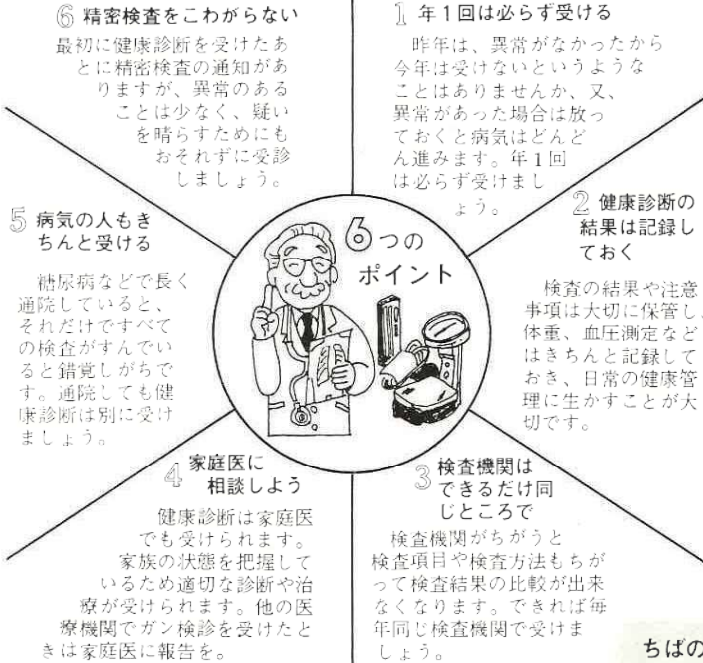 6つの
ポイント
1 年1回は必らず受ける
昨年は、異常がなかったから
今年は受けないというような
ことはありませんか、又、
異常があった場合は放っ
ておくと病気はどんど
ん進みます。年1回
は必らず受けまし
ょう。
2 健康診断の
結果は記録し
ておく
検査の結果や注意
事項は大切に保管し、
体重、血圧測定など
はきちんと記録して
おき、日常の健康管
理に生かすことが大
切です。
3 検査機関は
できるだけ同
じところで
検査機関がちがうと
検査項目や検査方法もちが
って検査結果の比較が出来
なくなります。できれば毎
年同じ検査機関で受けま
しょう。
4 家庭医に
相談しよう
健康診断は家庭医
でも受けられます。
家族の状態を把握して
いるため適切な診断や治
療が受けられます。他の医
療機関でガン検診を受けたと
きは家庭医に報告を。
5 病気の人もき
ちんと受ける
糖尿病などで長く
通院していると、
それだけですべて
の検査がすんでい
ると錯覚しがちで
す。通院しても健
康診断は別に受け
ましょう。
6 精密検査をこわがらない
最初に健康診断を受けたあ
とに精密検査の通知があ
りますが、異常のある
ことは少なく、疑い
を晴らすためにも
おそれずに受診
しましょう。
ちばの